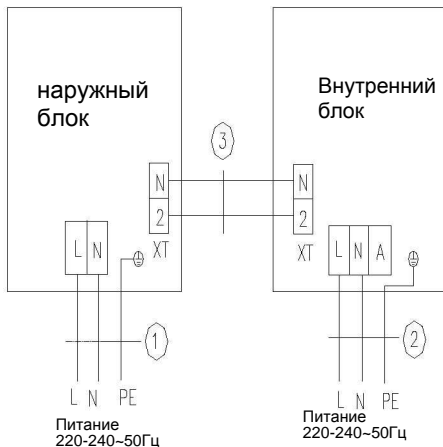 наружный
блок
Внутренний
блок
3
N
N
2
2
XT
XT
L N
L N A
1
2
L N PE
L N PE
Питание
220-240~50Гц
Питание
220-240~50Гц